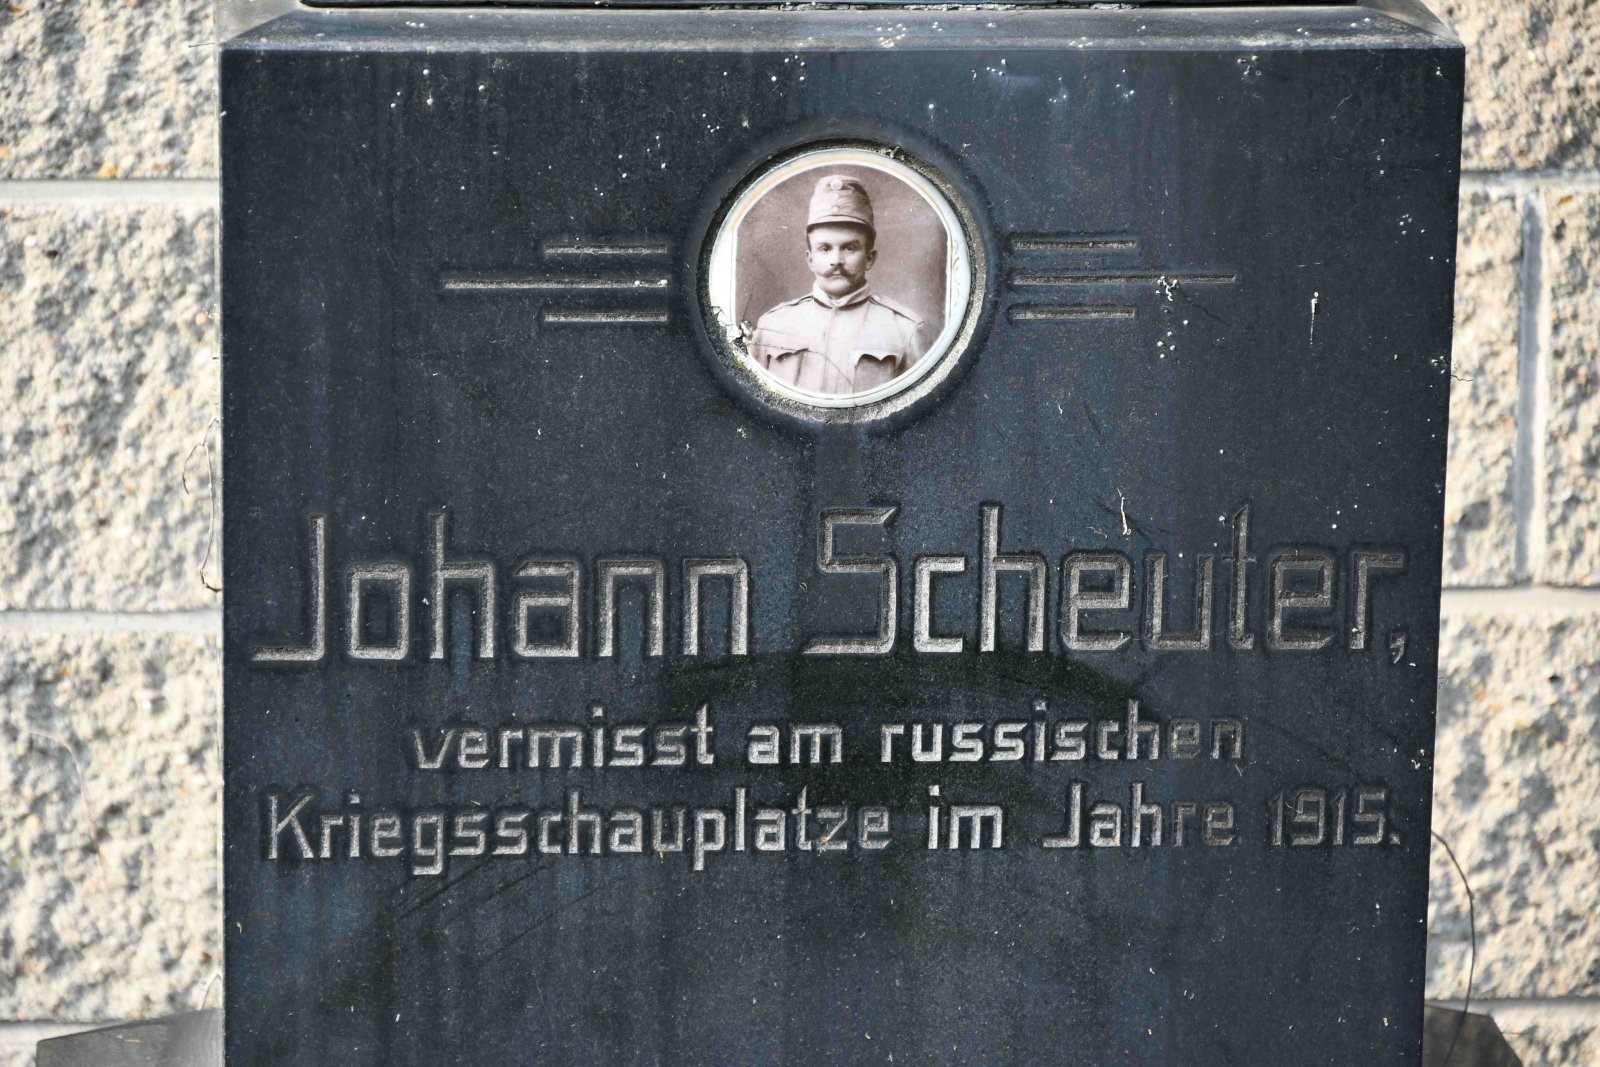 Johann Scheuter,
vermisst am russischen
Kriegsschauplatze im Jahre 1915.